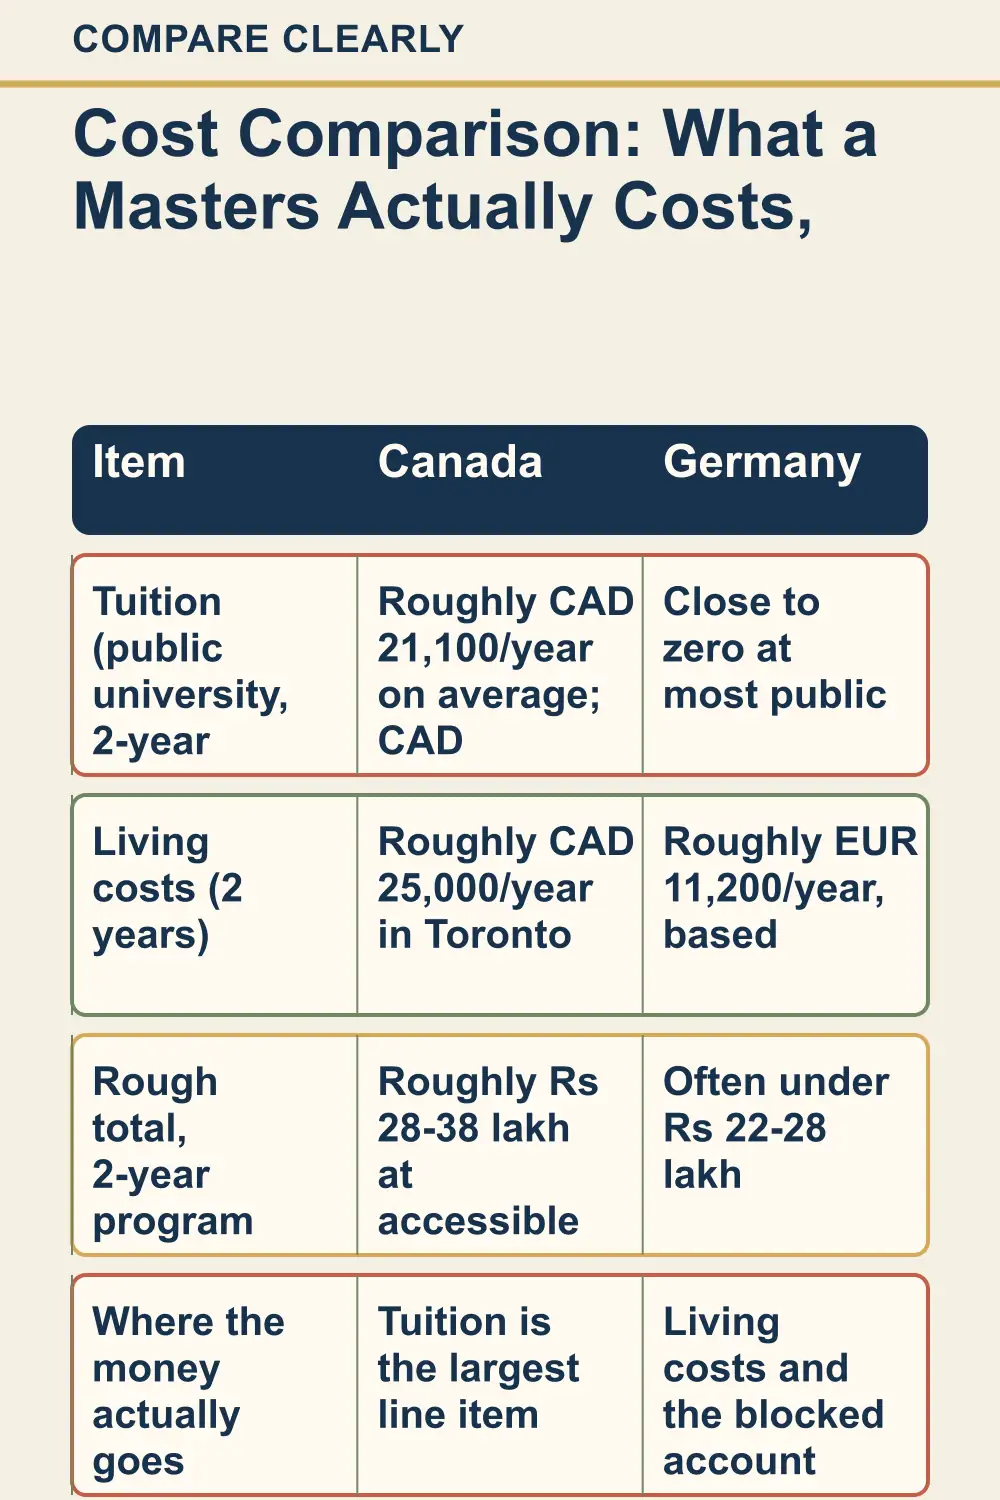 COMPARE CLEARLY
Cost Comparison: What a
Masters Actually Costs,
Item
Canada
Germany
Tuition
(public
university,
2-year
Roughly CAD
21,100/year
on average;
CAD
Close to
zero at
most public
Living
costs (2
years)
Roughly CAD
25,000/year
in Toronto
Roughly EUR
11,200/year,
based
Rough
total,
2-year
program
Roughly Rs
28-38 lakh
at
accessible
Often under
Rs 22-28
lakh
Where the
money
actually
goes
Tuition is
the largest
line item
Living
costs and
the blocked
account